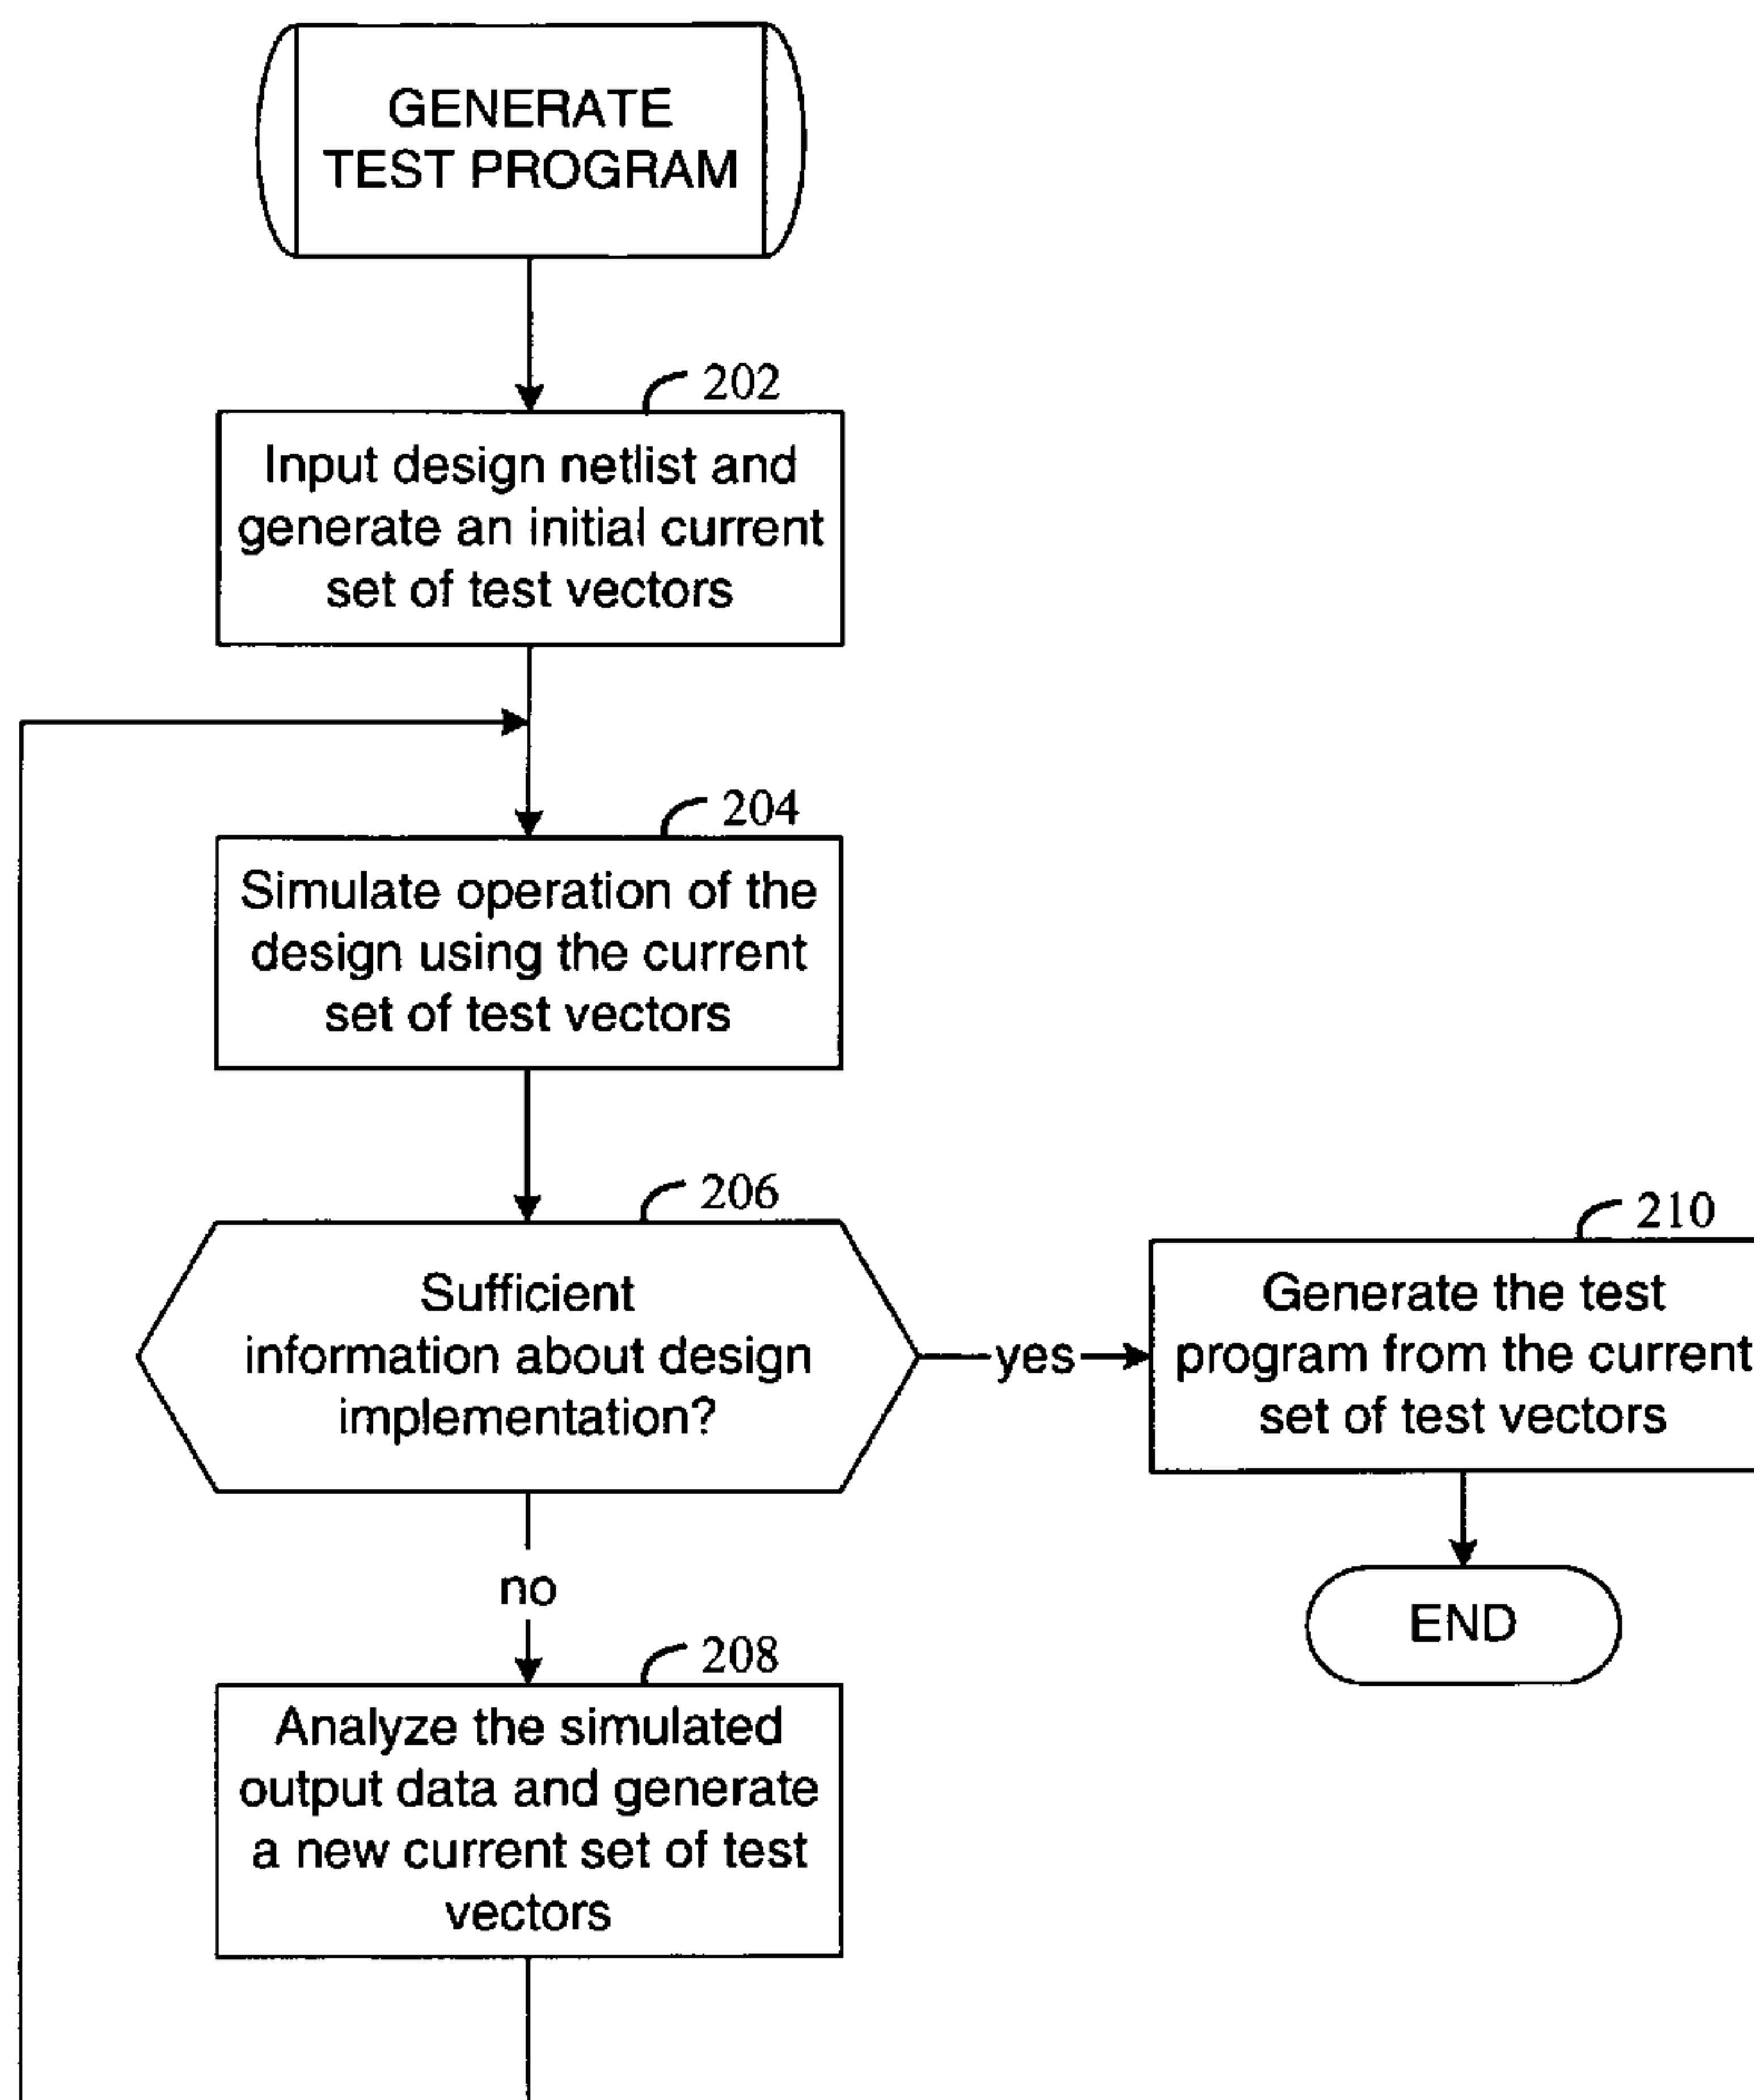 GENERATE
TEST PROGRAM
202
Input design netlist and
generate an initial current
set of test vectors
204
Simulate operation of the
design using the current
set of test vectors
206
Sufficient
information about design
implementation?
yes
210
Generate the test
program from the current
set of test vectors
END
no
208
Analyze the simulated
output data and generate
a new current set of test
vectors